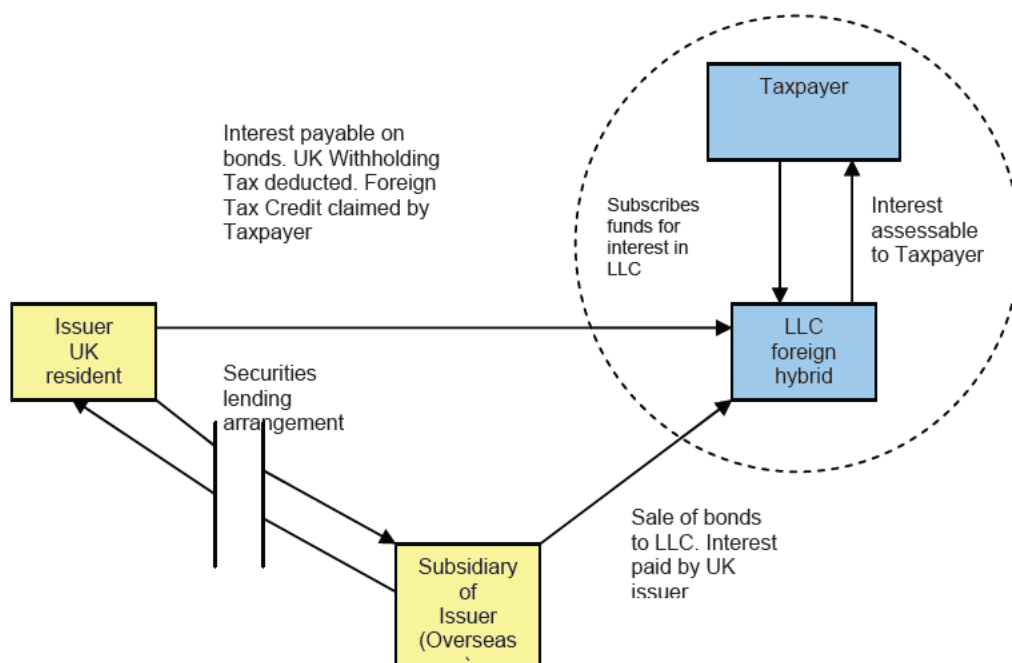 Taxpayer
Interest payable on
bonds. UK Withholding
Tax deducted. Foreign
Tax Credit claimed by
Taxpayer
Subscribes
funds for
interest in
LLC
Interest
assessable
to Taxpayer
Issuer
UK
resident
LLC
foreign
hybrid
Securities
lending
arrangement
Sale of bonds
to LLC. Interest
paid by UK
issuer
Subsidiary
of
Issuer
(Overseas